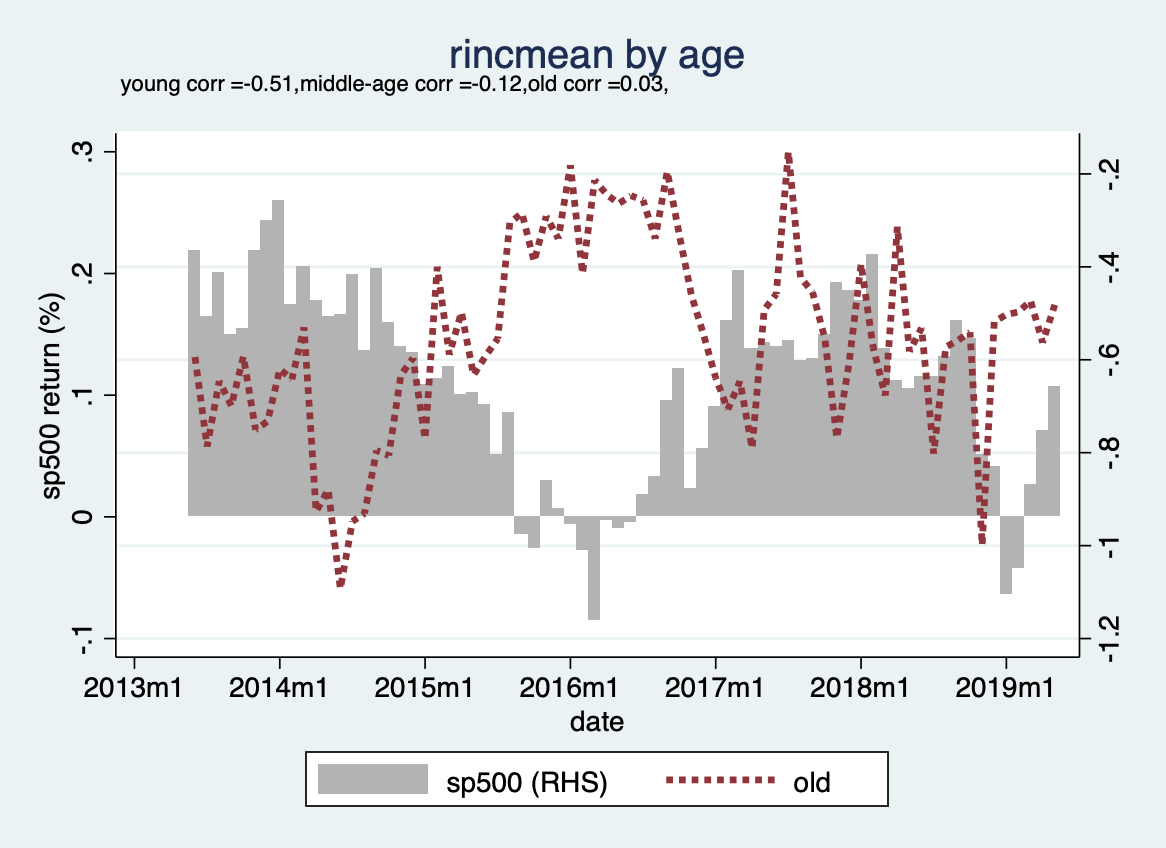 rincmean by age
young corr =-0.51,middle-age corr =-0.12,old corr =0.03,
.3
.2
.1
0
-.1
sp500 return (%)
-.2
-.4
-.6
-.8
-1
-1.2
2013m1 2014m1 2015m1 2016m1 2017m1 2018m1 2019m1
date
sp500 (RHS) old